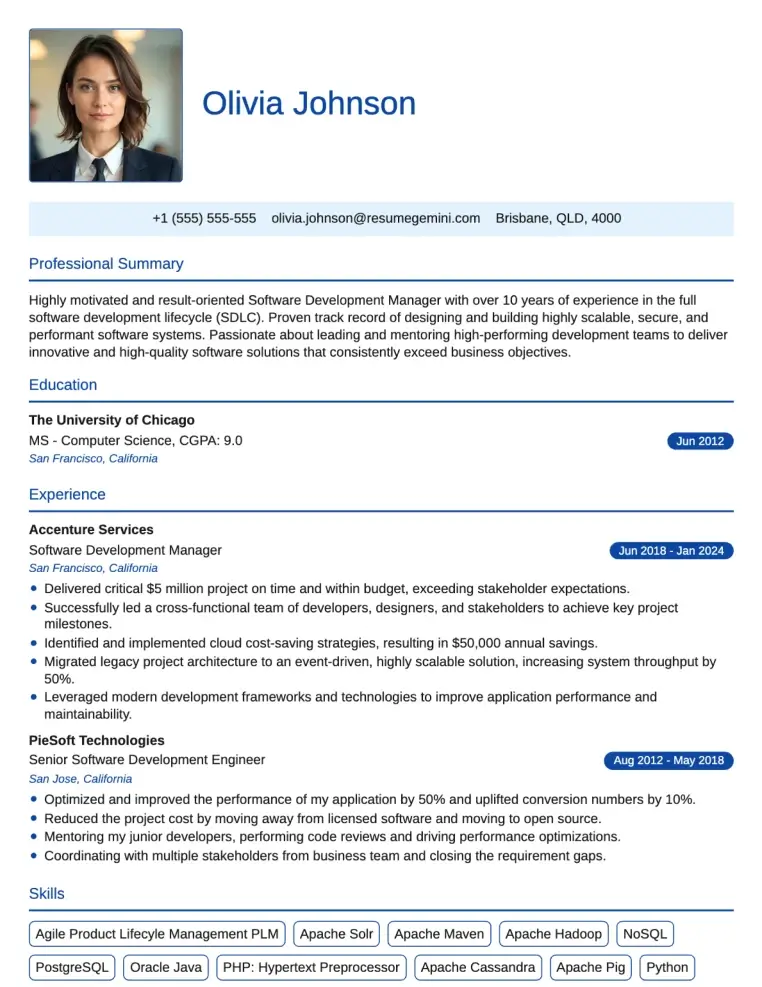 Olivia Johnson
+1 (555) 555-555 olivia.johnson@resumegemini.com Brisbane, QLD, 4000
Professional Summary
Highly motivated and result-oriented Software Development Manager with over 10 years of experience in the full
software development lifecycle (SDLC). Proven track record of designing and building highly scalable, secure, and
performant software systems. Passionate about leading and mentoring high-performing development teams to deliver
innovative and high-quality software solutions that consistently exceed business objectives.
Education
The University of Chicago
MS - Computer Science, CGPA: 9.0 Jun 2012
San Francisco, California
Experience
Accenture Services
Software Development Manager Jun 2018 - Jan 2024
San Francisco, California
• Delivered critical $5 million project on time and within budget, exceeding stakeholder expectations.
• Successfully led a cross-functional team of developers, designers, and stakeholders to achieve key project
milestones.
• Identified and implemented cloud cost-saving strategies, resulting in $50,000 annual savings.
• Migrated legacy project architecture to an event-driven, highly scalable solution, increasing system throughput by
50%.
• Leveraged modern development frameworks and technologies to improve application performance and
maintainability.
PieSoft Technologies
Senior Software Development Engineer Aug 2012 - May 2018
San Jose, California
• Optimized and improved the performance of my application by 50% and uplifted conversion numbers by 10%.
• Reduced the project cost by moving away from licensed software and moving to open source.
• Mentoring my junior developers, performing code reviews and driving performance optimizations.
• Coordinating with multiple stakeholders from business team and closing the requirement gaps.
Skills
Agile Product Lifecyle Management PLM Apache Solr Apache Maven Apache Hadoop NoSQL
PostgreSQL Oracle Java PHP: Hypertext Preprocessor Apache Cassandra Apache Pig Python